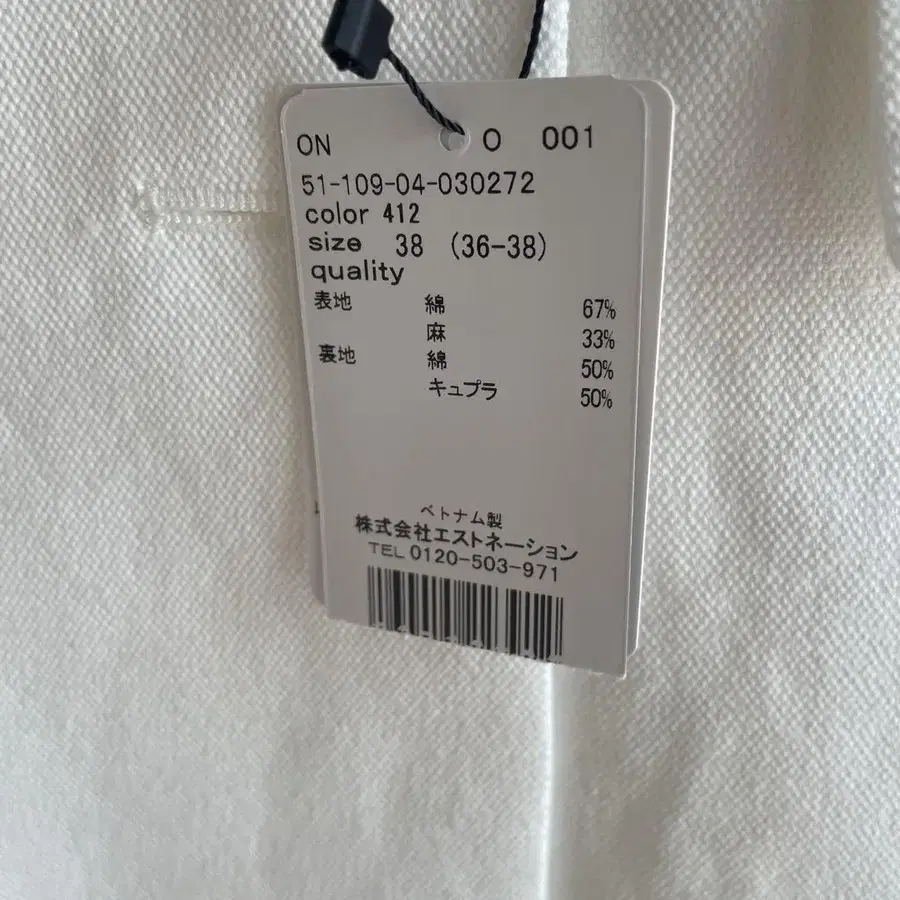 ON O 001
51-109-04-030272
color 412
size 38 (36-38)
quality
表地 綿 67%
麻 33%
裏地 綿 50%
キュプラ 50%
ベトナム製
株式会社エストネーション
TEL 0120-503-971